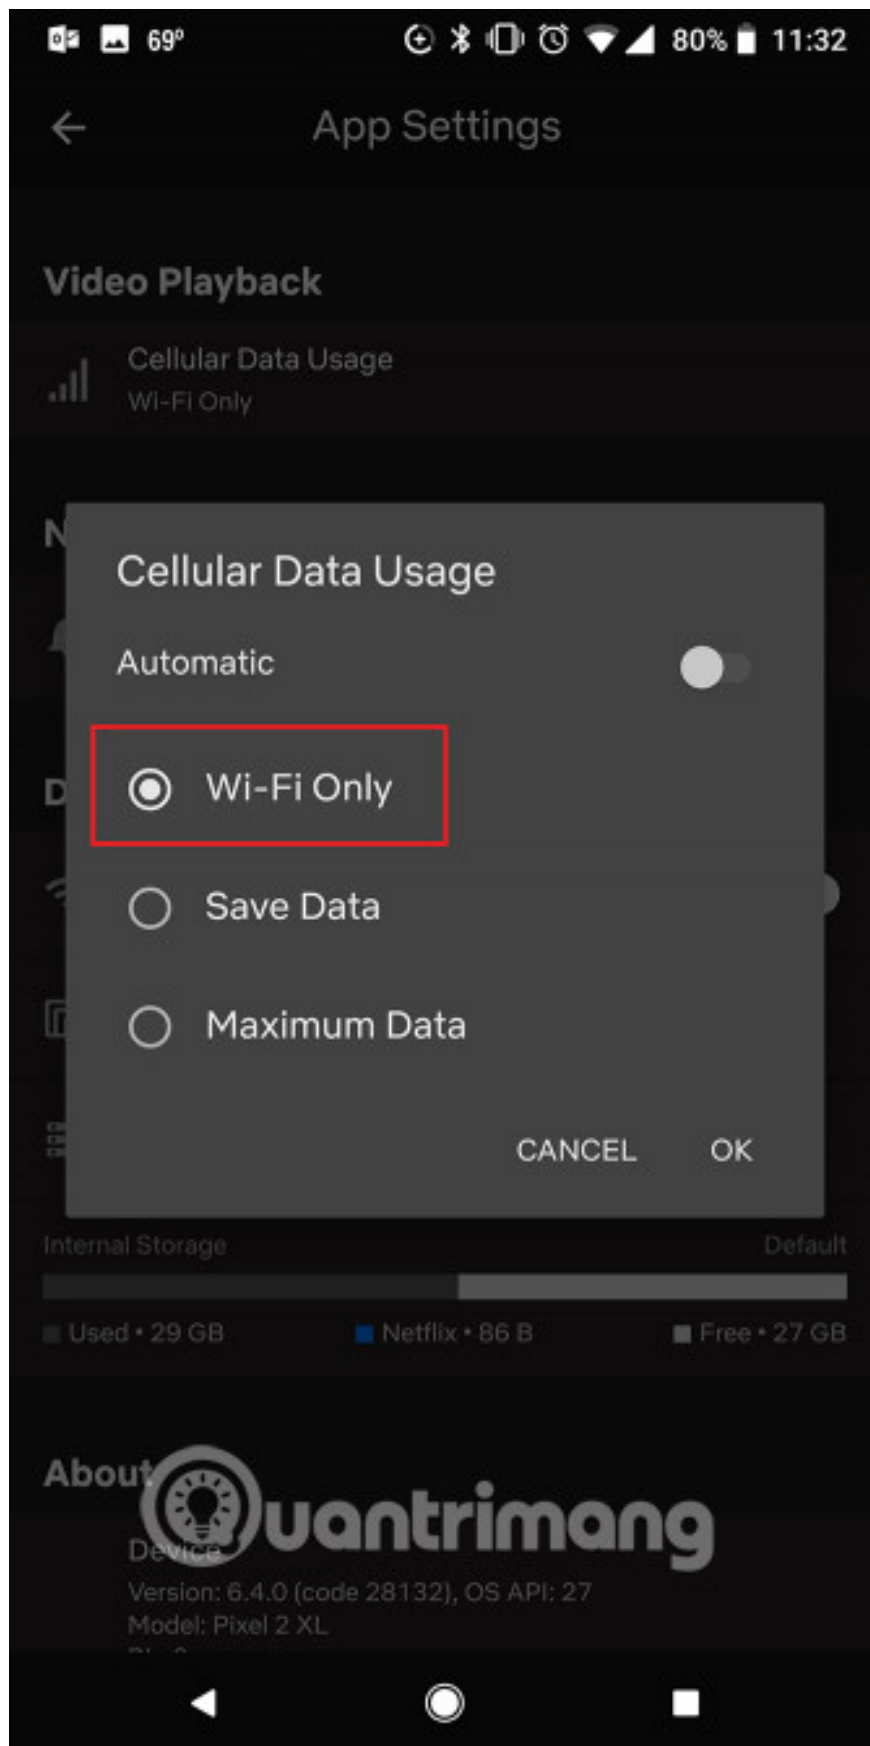 69°
80% 11:32
App Settings
Video Playback
Cellular Data Usage
Wi-Fi Only
N
Cellular Data Usage
Automatic
Wi-Fi Only
D
Save Data
Maximum Data
CANCEL OK
Internal Storage Default
Used • 29 GB Netflix • 86 B Free • 27 GB
About
Quantrimang
Device
Version: 6.4.0 (code 28132), OS API: 27
Model: Pixel 2 XL